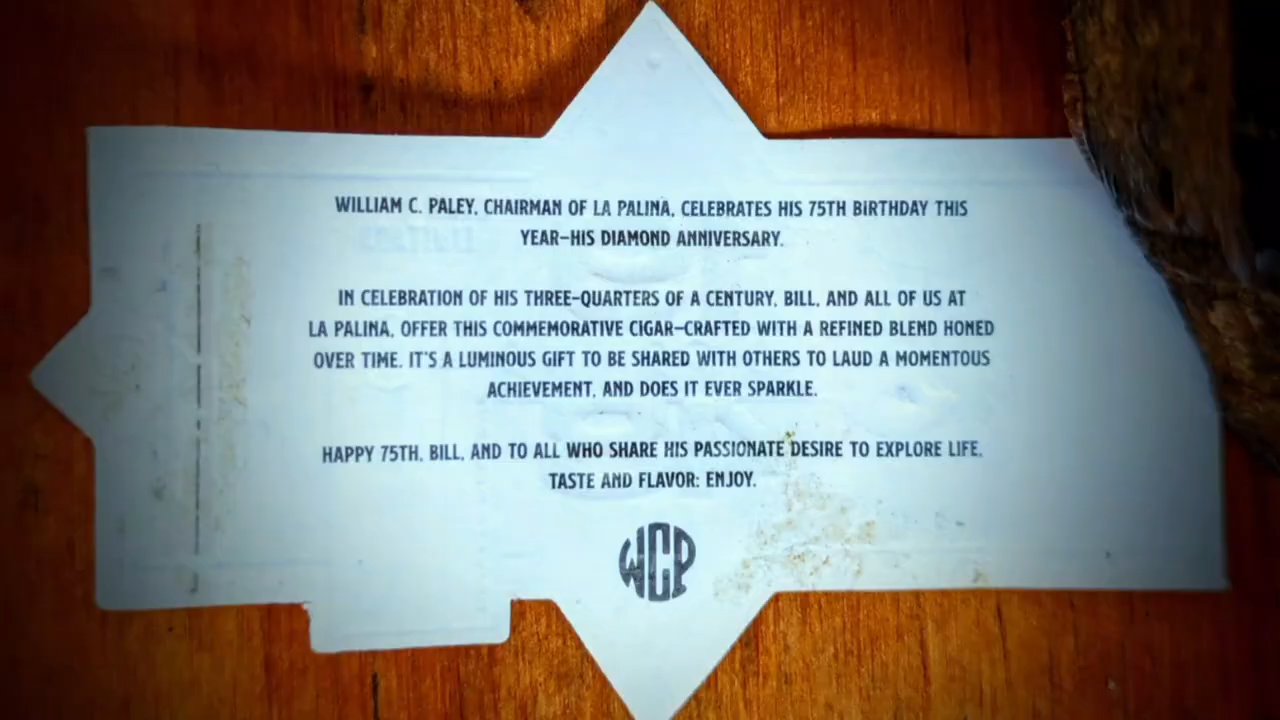 WILLIAM C. PALEY, CHAIRMAN OF LA PALINA, CELEBRATES HIS 75TH BIRTHDAY THIS
YEAR–HIS DIAMOND ANNIVERSARY.
IN CELEBRATION OF HIS THREE-QUARTERS OF A CENTURY, BILL, AND ALL OF US AT
LA PALINA, OFFER THIS COMMEMORATIVE CIGAR–CRAFTED WITH A REFINED BLEND HONED
OVER TIME. IT'S A LUMINOUS GIFT TO BE SHARED WITH OTHERS TO LAUD A MOMENTOUS
ACHIEVEMENT, AND DOES IT EVER SPARKLE.
HAPPY 75TH, BILL, AND TO ALL WHO SHARE HIS PASSIONATE DESIRE TO EXPLORE LIFE,
TASTE AND FLAVOR: ENJOY.
WCP